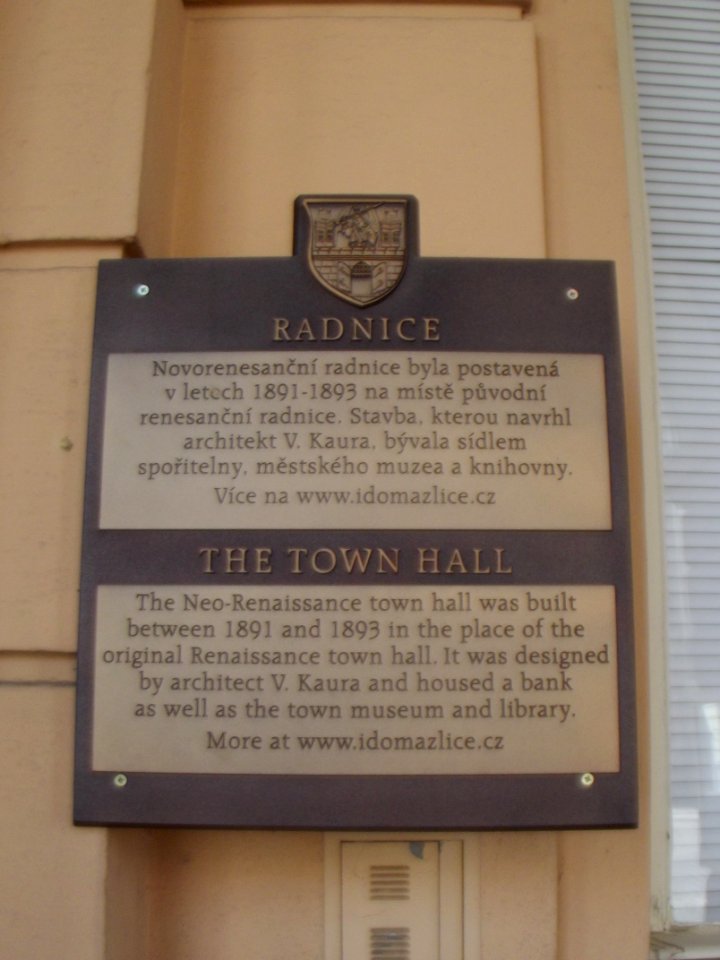 RADNICE
Novorenesanční radnice byla postavená
v letech 1891-1893 na místě původní
renesanční radnice. Stavba, kterou navrhl
architekt V. Kaura, bývala sídlem
spořitelny, městského muzea a knihovny.
Více na www.idomazlice.cz
THE TOWN HALL
The Neo-Renaissance town hall was built
between 1891 and 1893 in the place of the
original Renaissance town hall. It was designed
by architect V. Kaura and housed a bank
as well as the town museum and library.
More at www.idomazlice.cz